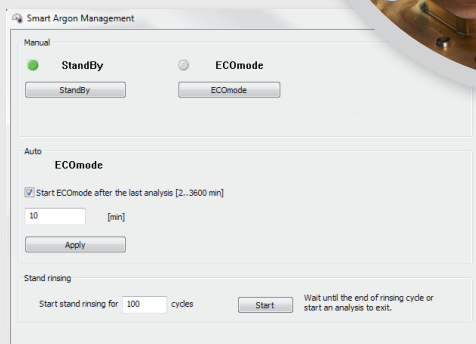 Smart Argon Management
Manual
StandBy ECOmode
StandBy ECOmode
Auto
ECOmode
Start ECOmode after the last analysis [2..3600 min]
10 [min]
Apply
Stand rinsing
Start stand rinsing for 100 cycles Start Wait until the end of rinsing cycle or
start an analysis to exit.